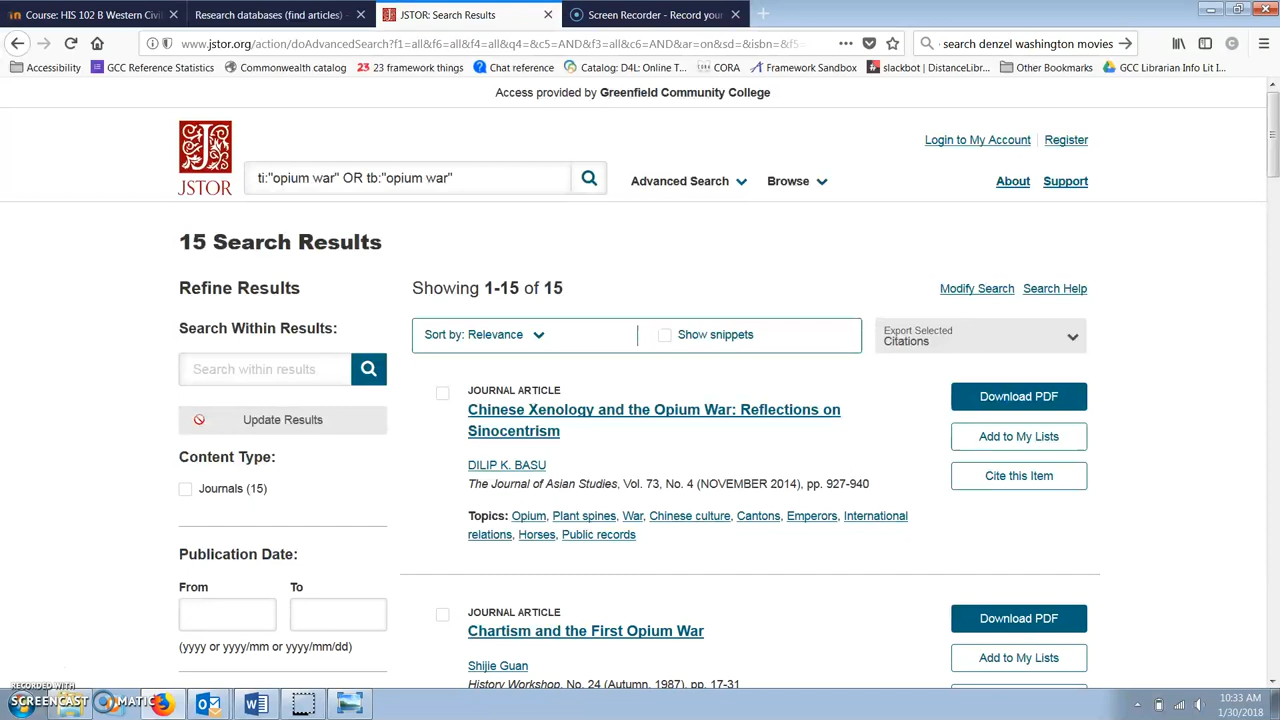 Course: HIS 102 B Western Civili
Research databases (find articles)
JSTOR: Search Results
Screen Recorder - Record your
www.jstor.org/action/doAdvancedSearch?f1=all&f6=all&f4=all&q4=&c5=AND&f3=all&c6=AND&ar=on&sd=&isbn=&f5=
search denzel washington movies
Accessibility
GCC Reference Statistics
Commonwealth catalog
23 framework things
Chat reference
Catalog: D4L: Online T...
CORA
Framework Sandbox
slackbot | DistanceLibr...
Other Bookmarks
GCC Librarian Info Lit I...
Access provided by Greenfield Community College
Login to My Account
Register
JSTOR
ti:"opium war" OR tb:"opium war"
Advanced Search
Browse
About
Support
15 Search Results
Refine Results
Showing 1-15 of 15
Modify Search
Search Help
Search Within Results:
Sort by: Relevance
Show snippets
Export Selected
Citations
Search within results
Update Results
Content Type:
Journals (15)
Publication Date:
From
To
(yyyy or yyyy/mm or yyyy/mm/dd)
JOURNAL ARTICLE
Chinese Xenology and the Opium War: Reflections on
Sinocentrism
DILIP K. BASU
The Journal of Asian Studies, Vol. 73, No. 4 (NOVEMBER 2014), pp. 927-940
Topics: Opium, Plant spines, War, Chinese culture, Cantons, Emperors, International
relations, Horses, Public records
Download PDF
Add to My Lists
Cite this Item
JOURNAL ARTICLE
Chartism and the First Opium War
Shijie Guan
History Workshop, No. 24 (Autumn, 1987), pp. 17-31
Download PDF
Add to My Lists
RECORDED WITH
SCREENCAST MATIC
10:33 AM
1/30/2018